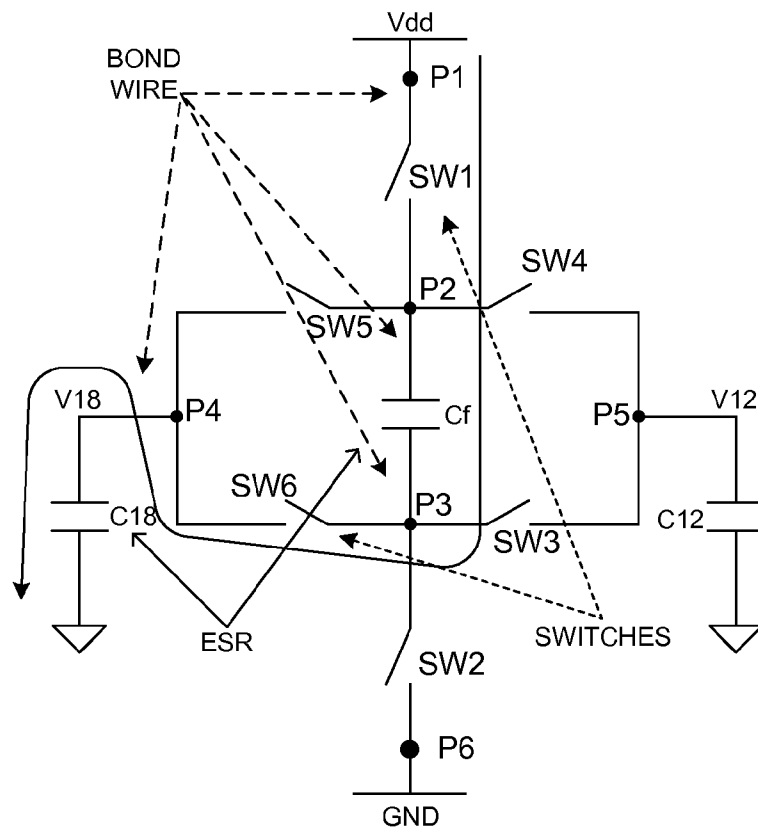 Vdd
BOND
WIRE
P1
SW1
SW4
P2
SW5
V18
P4
Cf
P5
V12
SW6
P3
C18
SW3
C12
ESR
SWITCHES
SW2
P6
GND